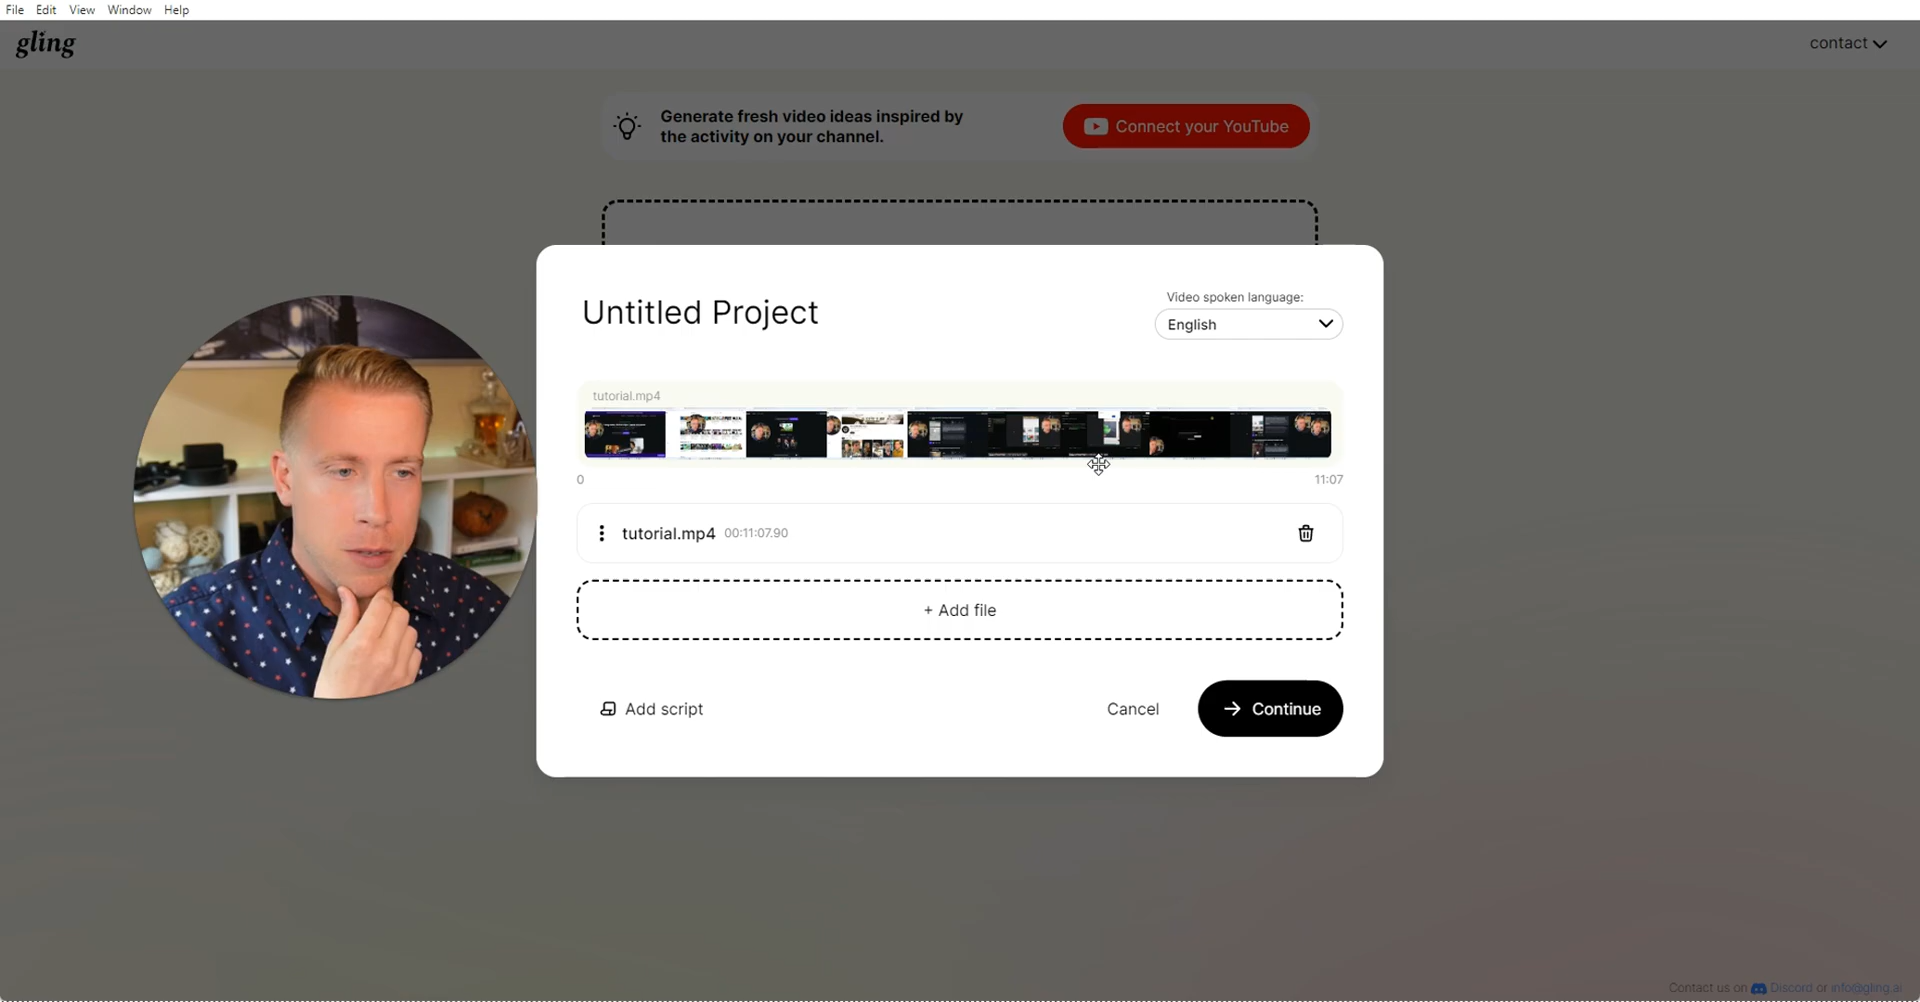 File Edit View Window Help
gling
contact
Generate fresh video ideas inspired by
the activity on your channel.
Connect your YouTube
Untitled Project
Video spoken language:
English
tutorial.mp4
0
11:07
tutorial.mp4 00:11:07.90
+ Add file
Add script
Cancel
Continue
Contact us on Discord or info@gling.ai